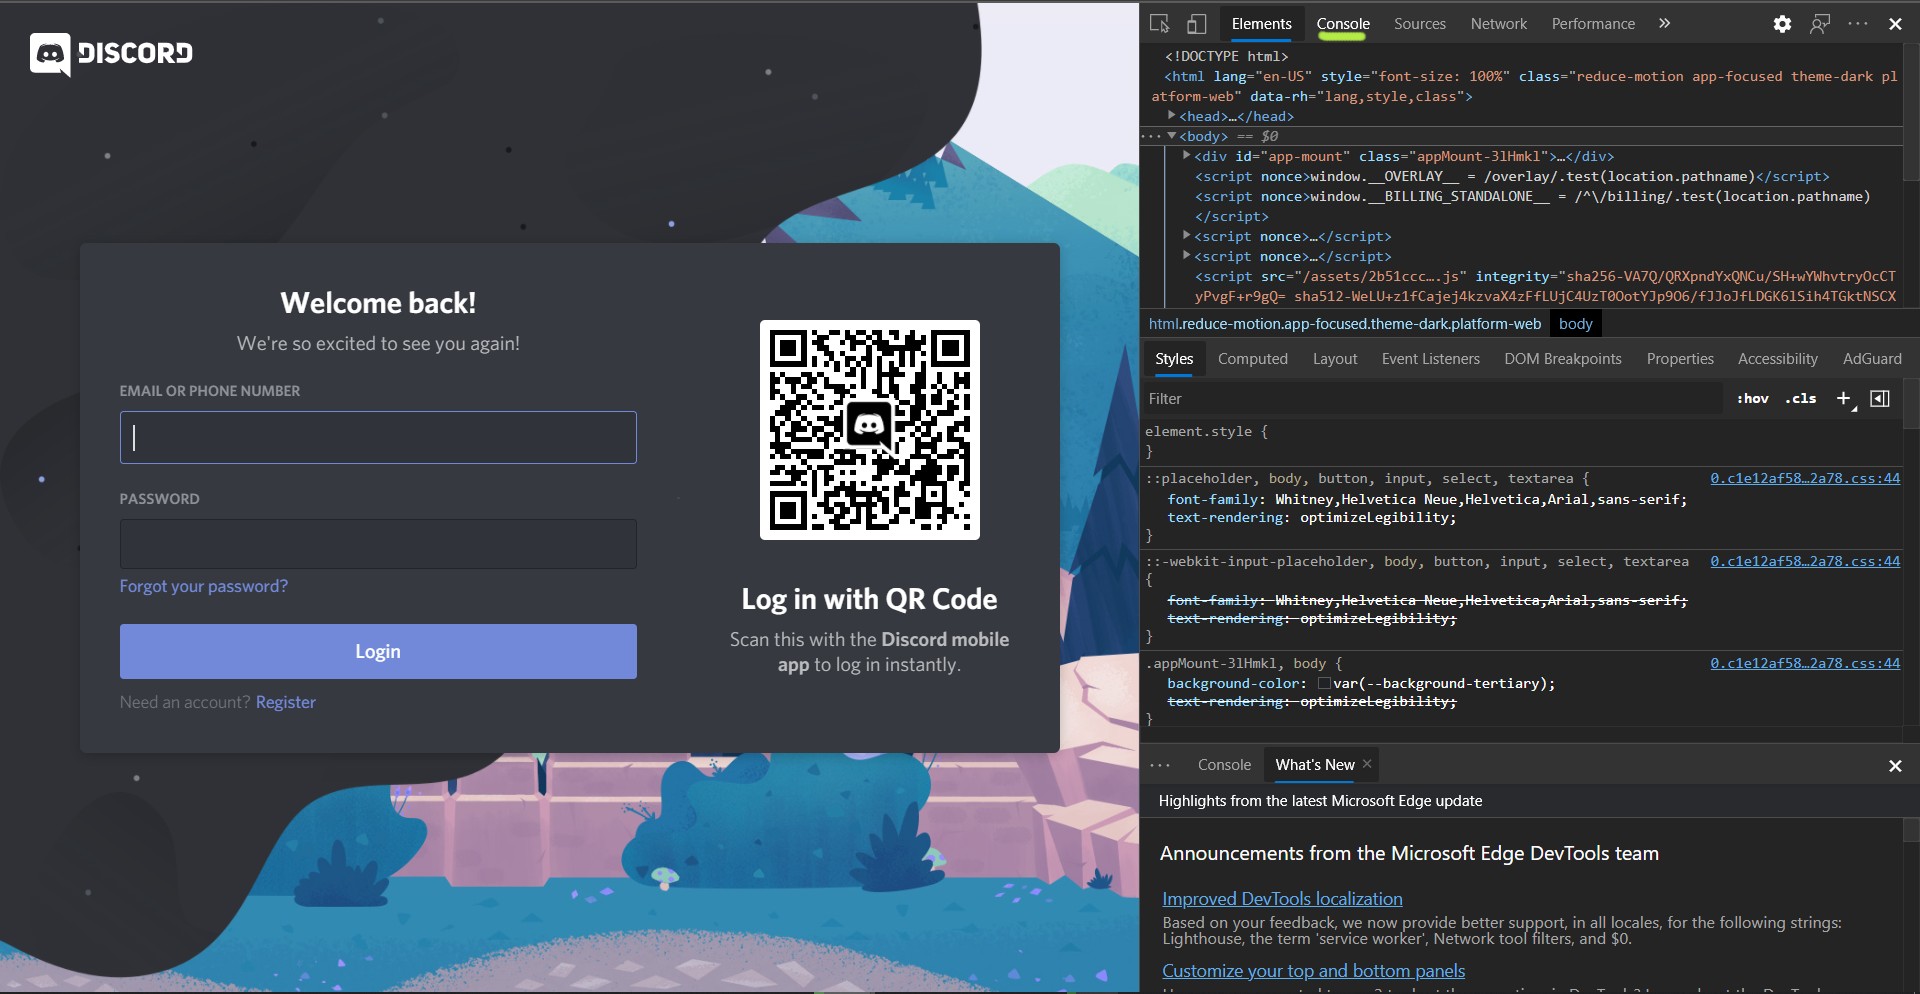 DISCORD
Welcome back!
We're so excited to see you again!
EMAIL OR PHONE NUMBER
PASSWORD
Forgot your password?
Login
Need an account? Register
Log in with QR Code
Scan this with the Discord mobile
app to log in instantly.
Elements Console Sources Network Performance
<!DOCTYPE html>
<html lang="en-US" style="font-size: 100%" class="reduce-motion app-focused theme-dark pl
atform-web" data-rh="lang,style,class">
<head>…</head>
<body> == $0
<div id="app-mount" class="appMount-3lHmkl">…</div>
<script nonce>window.__OVERLAY__ = /overlay/.test(location.pathname)</script>
<script nonce>window.__BILLING_STANDALONE__ = /^\/billing/.test(location.pathname)
</script>
<script nonce>…</script>
<script nonce>…</script>
<script src="/assets/2b51ccc….js" integrity="sha256-VA7Q/QRXpndYxQNCu/SH+wYWhvtryOcCT
yPvgF+r9gQ= sha512-WeLU+z1fCajej4kzvaX4zFfLUjC4UzT0OotYJp9O6/fJJoJfLDGK6lSih4TGktNSCX
html.reduce-motion.app-focused.theme-dark.platform-web body
Styles Computed Layout Event Listeners DOM Breakpoints Properties Accessibility AdGuard
Filter :hov .cls +
element.style {
}
::placeholder, body, button, input, select, textarea { 0.c1e12af58…2a78.css:44
font-family: Whitney,Helvetica Neue,Helvetica,Arial,sans-serif;
text-rendering: optimizeLegibility;
}
::-webkit-input-placeholder, body, button, input, select, textarea 0.c1e12af58…2a78.css:44
{
font-family: Whitney,Helvetica Neue,Helvetica,Arial,sans-serif;
text-rendering: optimizeLegibility;
}
.appMount-3lHmkl, body { 0.c1e12af58…2a78.css:44
background-color: var(--background-tertiary);
text-rendering: optimizeLegibility;
}
Console What's New
Highlights from the latest Microsoft Edge update
Announcements from the Microsoft Edge DevTools team
Improved DevTools localization
Based on your feedback, we now provide better support, in all locales, for the following strings:
Lighthouse, the term 'service worker', Network tool filters, and $0.
Customize your top and bottom panels